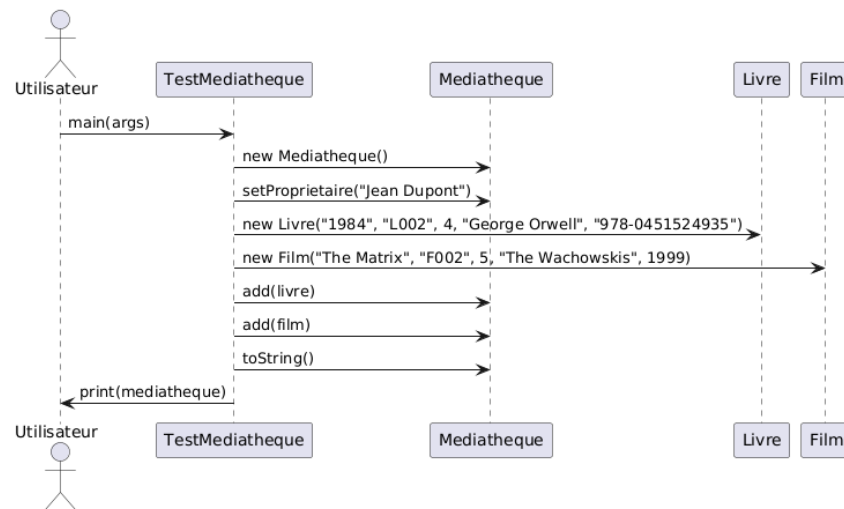 Utilisateur
TestMediatheque
Mediatheque
Livre
Film
main(args)
new Mediatheque()
setProprietaire("Jean Dupont")
new Livre("1984", "L002", 4, "George Orwell", "978-0451524935")
new Film("The Matrix", "F002", 5, "The Wachowskis", 1999)
add(livre)
add(film)
toString()
print(mediatheque)
Utilisateur
TestMediatheque
Mediatheque
Livre
Film